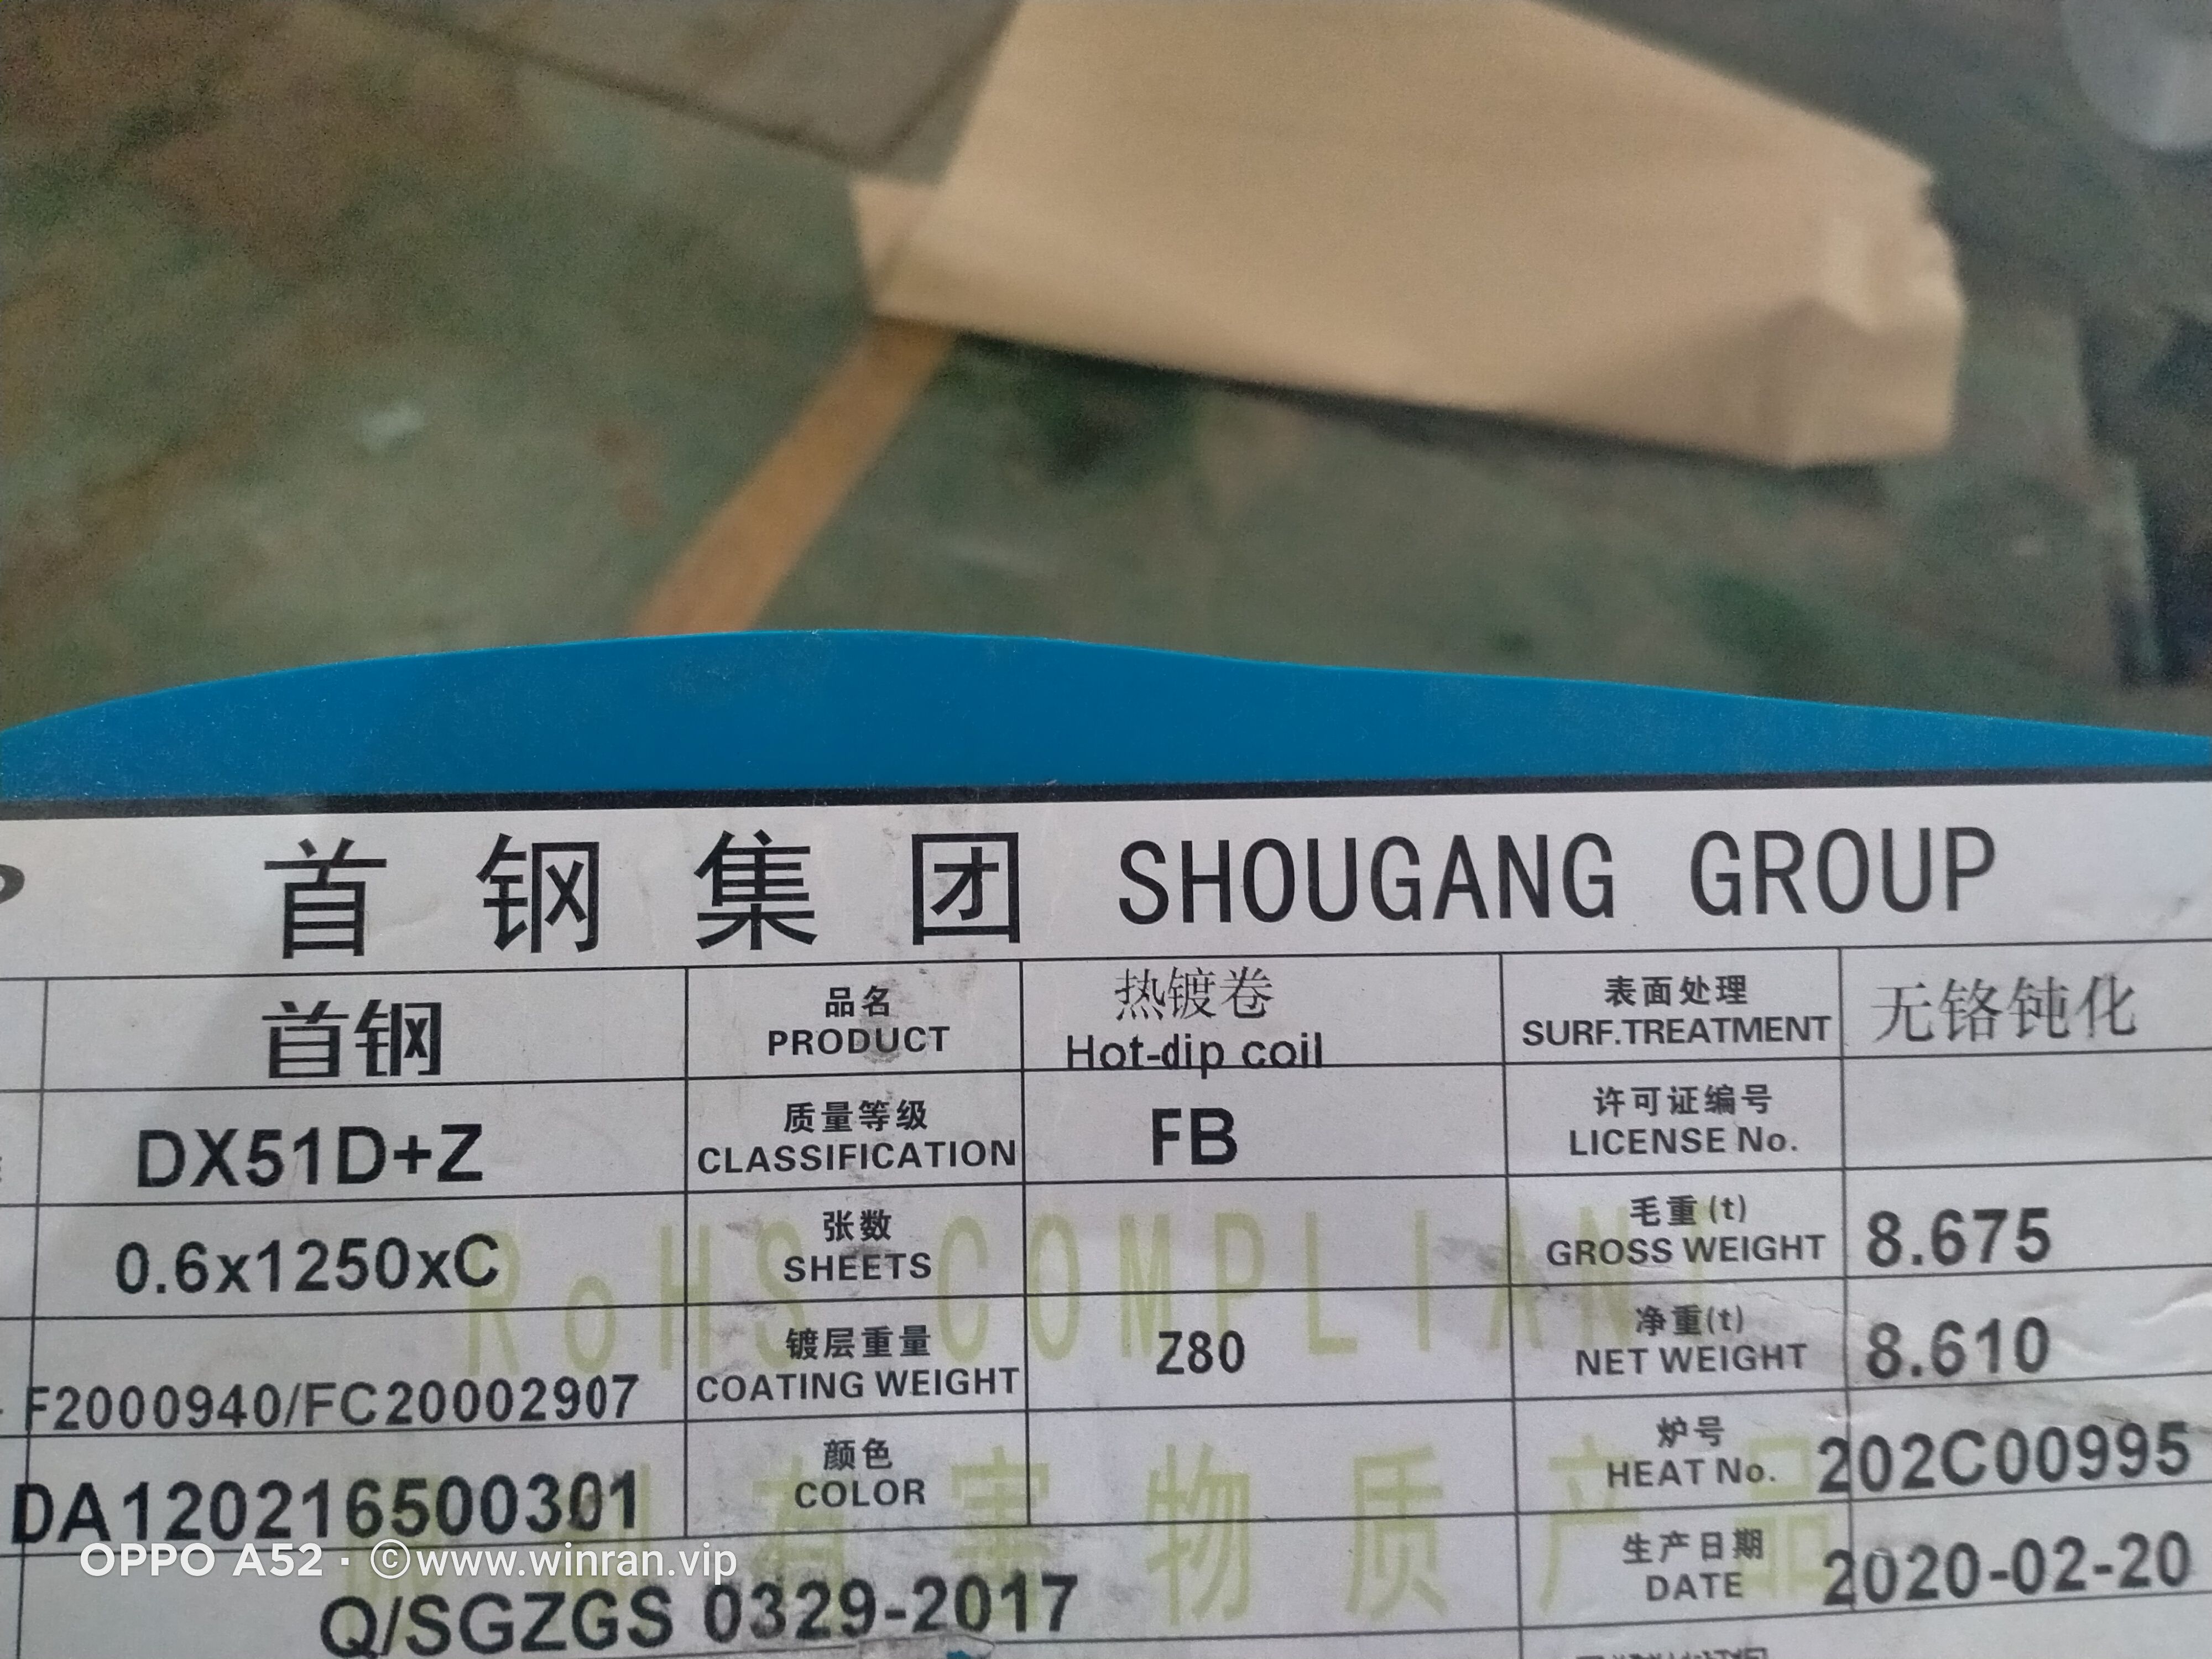 首钢集团 SHOUGANG GROUP
首钢
品名
PRODUCT
热镀卷
Hot-dip coil
表面处理
SURF.TREATMENT
无铬钝化
DX51D+Z
质量等级
CLASSIFICATION
FB
许可证编号
LICENSE No.
0.6x1250xC
张数
SHEETS
毛重(t)
GROSS WEIGHT
8.675
RoHS COMPLIANT
F2000940/FC20002907
镀层重量
COATING WEIGHT
Z80
净重(t)
NET WEIGHT
8.610
DA120216500301
颜色
COLOR
炉号
HEAT No.
202C00995
有害物质产品
OPPO A52 · ©www.winran.vip
Q/SGZGS 0329-2017
生产日期
DATE
2020-02-20